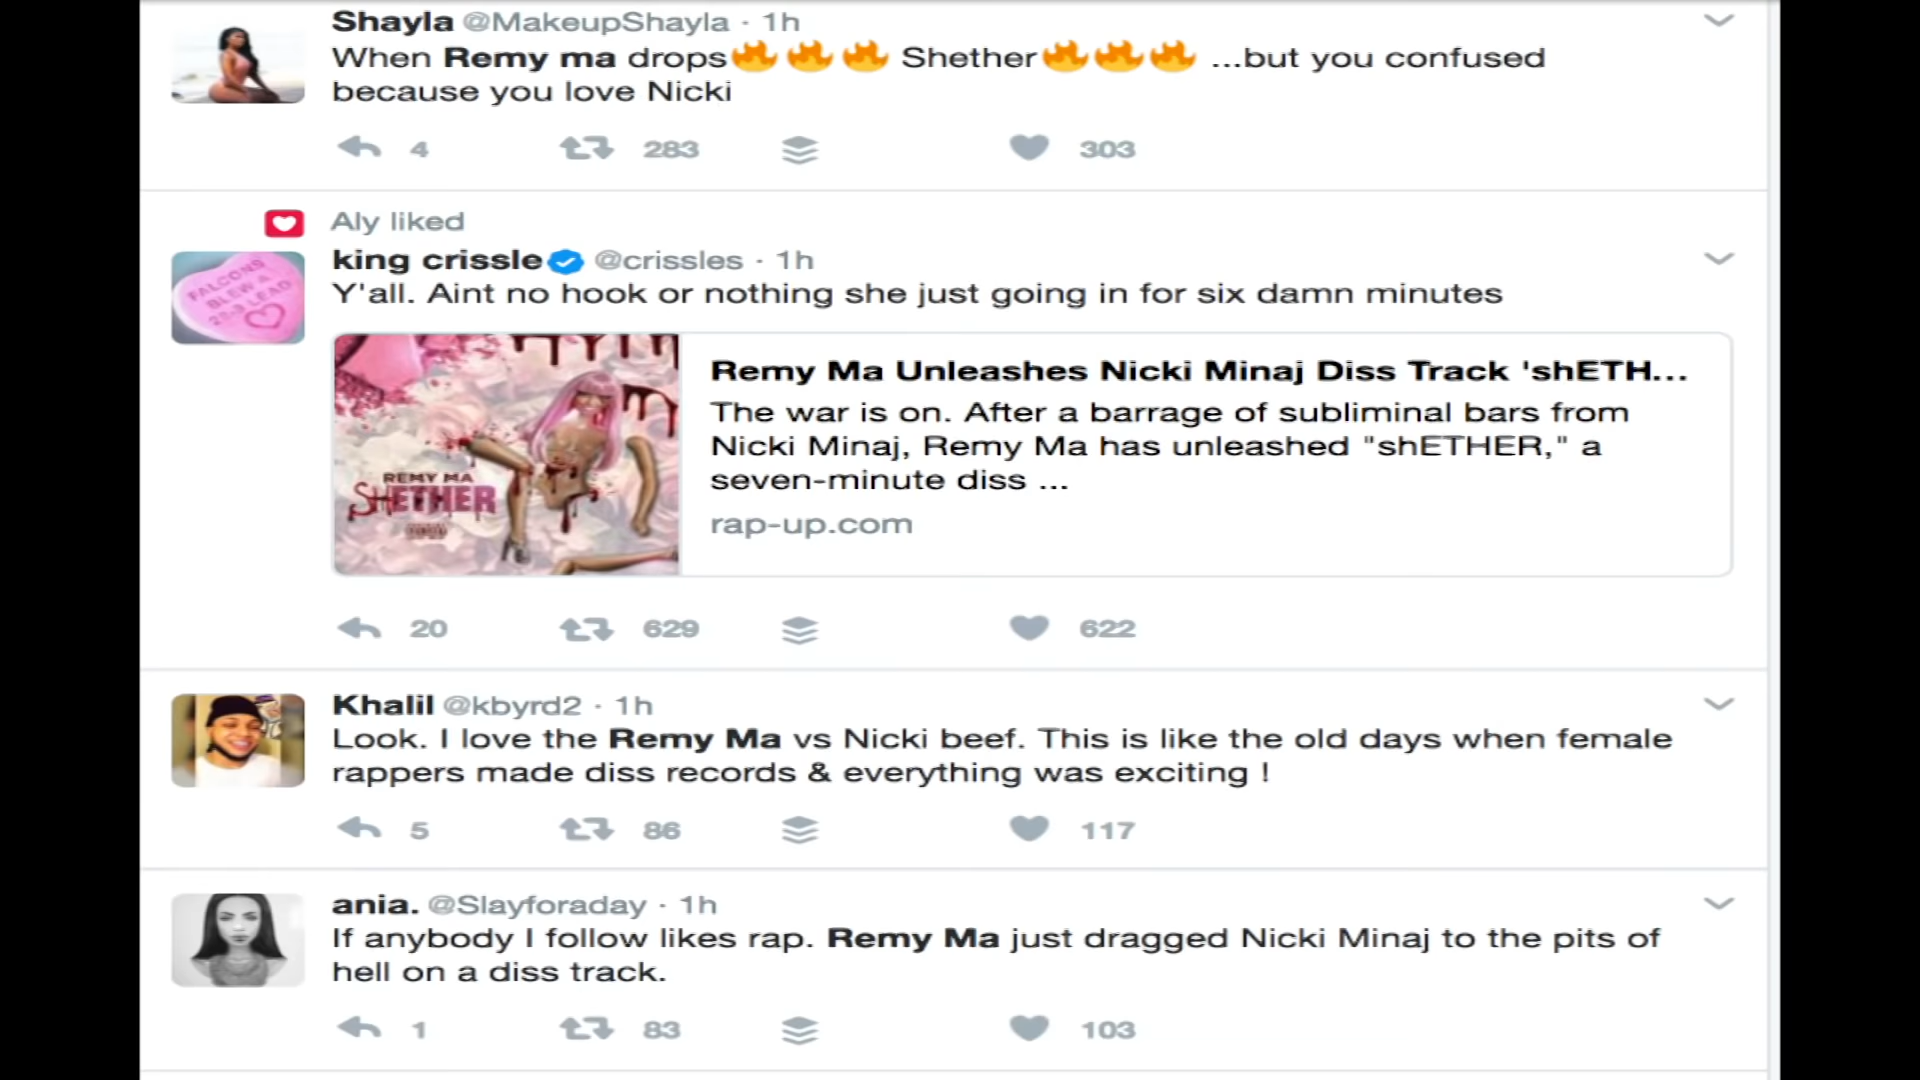 Shayla @MakeupShayla · 1h
When Remy ma drops🔥🔥🔥 Shether🔥🔥🔥 ...but you confused
because you love Nicki
4 283 303
Aly liked
king crissle @crissles · 1h
Y'all. Aint no hook or nothing she just going in for six damn minutes
FALCONS
BLEW A
28-3 LEAD
REMY MA
SHETHER
Remy Ma Unleashes Nicki Minaj Diss Track 'shETH...
The war is on. After a barrage of subliminal bars from
Nicki Minaj, Remy Ma has unleashed "shETHER," a
seven-minute diss ...
rap-up.com
20 629 622
Khalil @kbyrd2 · 1h
Look. I love the Remy Ma vs Nicki beef. This is like the old days when female
rappers made diss records & everything was exciting !
5 86 117
ania. @Slayforaday · 1h
If anybody I follow likes rap. Remy Ma just dragged Nicki Minaj to the pits of
hell on a diss track.
1 83 103